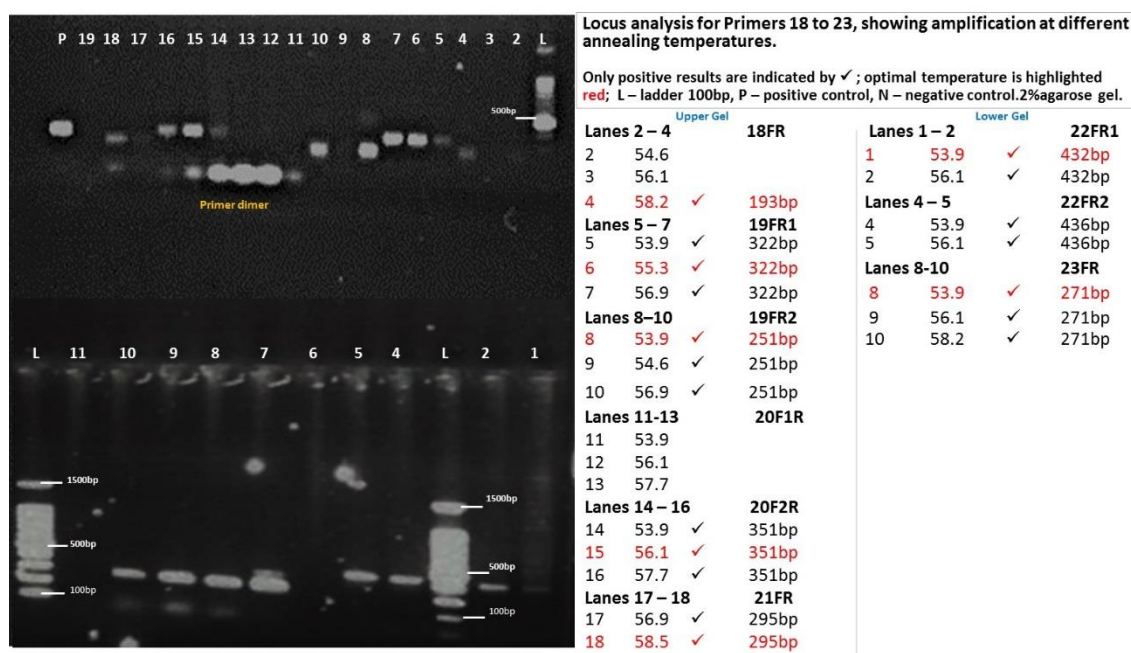 P 19 18 17 16 15 14 13 12 11 10 9 8 7 6 5 4 3 2 L
500bp
Primer dimer
L 11 10 9 8 7 6 5 4 L 2 1
1500bp
1500bp
500bp
500bp
100bp
100bp
Locus analysis for Primers 18 to 23, showing amplification at different
annealing temperatures.
Only positive results are indicated by ✓ ; optimal temperature is highlighted
red; L – ladder 100bp, P – positive control, N – negative control.2%agarose gel.
Upper Gel
Lanes 2 – 4 18FR
2 54.6
3 56.1
4 58.2 ✓ 193bp
Lanes 5 – 7 19FR1
5 53.9 ✓ 322bp
6 55.3 ✓ 322bp
7 56.9 ✓ 322bp
Lanes 8–10 19FR2
8 53.9 ✓ 251bp
9 54.6 ✓ 251bp
10 56.9 ✓ 251bp
Lanes 11-13 20F1R
11 53.9
12 56.1
13 57.7
Lanes 14 – 16 20F2R
14 53.9 ✓ 351bp
15 56.1 ✓ 351bp
16 57.7 ✓ 351bp
Lanes 17 – 18 21FR
17 56.9 ✓ 295bp
18 58.5 ✓ 295bp
Lower Gel
Lanes 1 – 2 22FR1
1 53.9 ✓ 432bp
2 56.1 ✓ 432bp
Lanes 4 – 5 22FR2
4 53.9 ✓ 436bp
5 56.1 ✓ 436bp
Lanes 8-10 23FR
8 53.9 ✓ 271bp
9 56.1 ✓ 271bp
10 58.2 ✓ 271bp